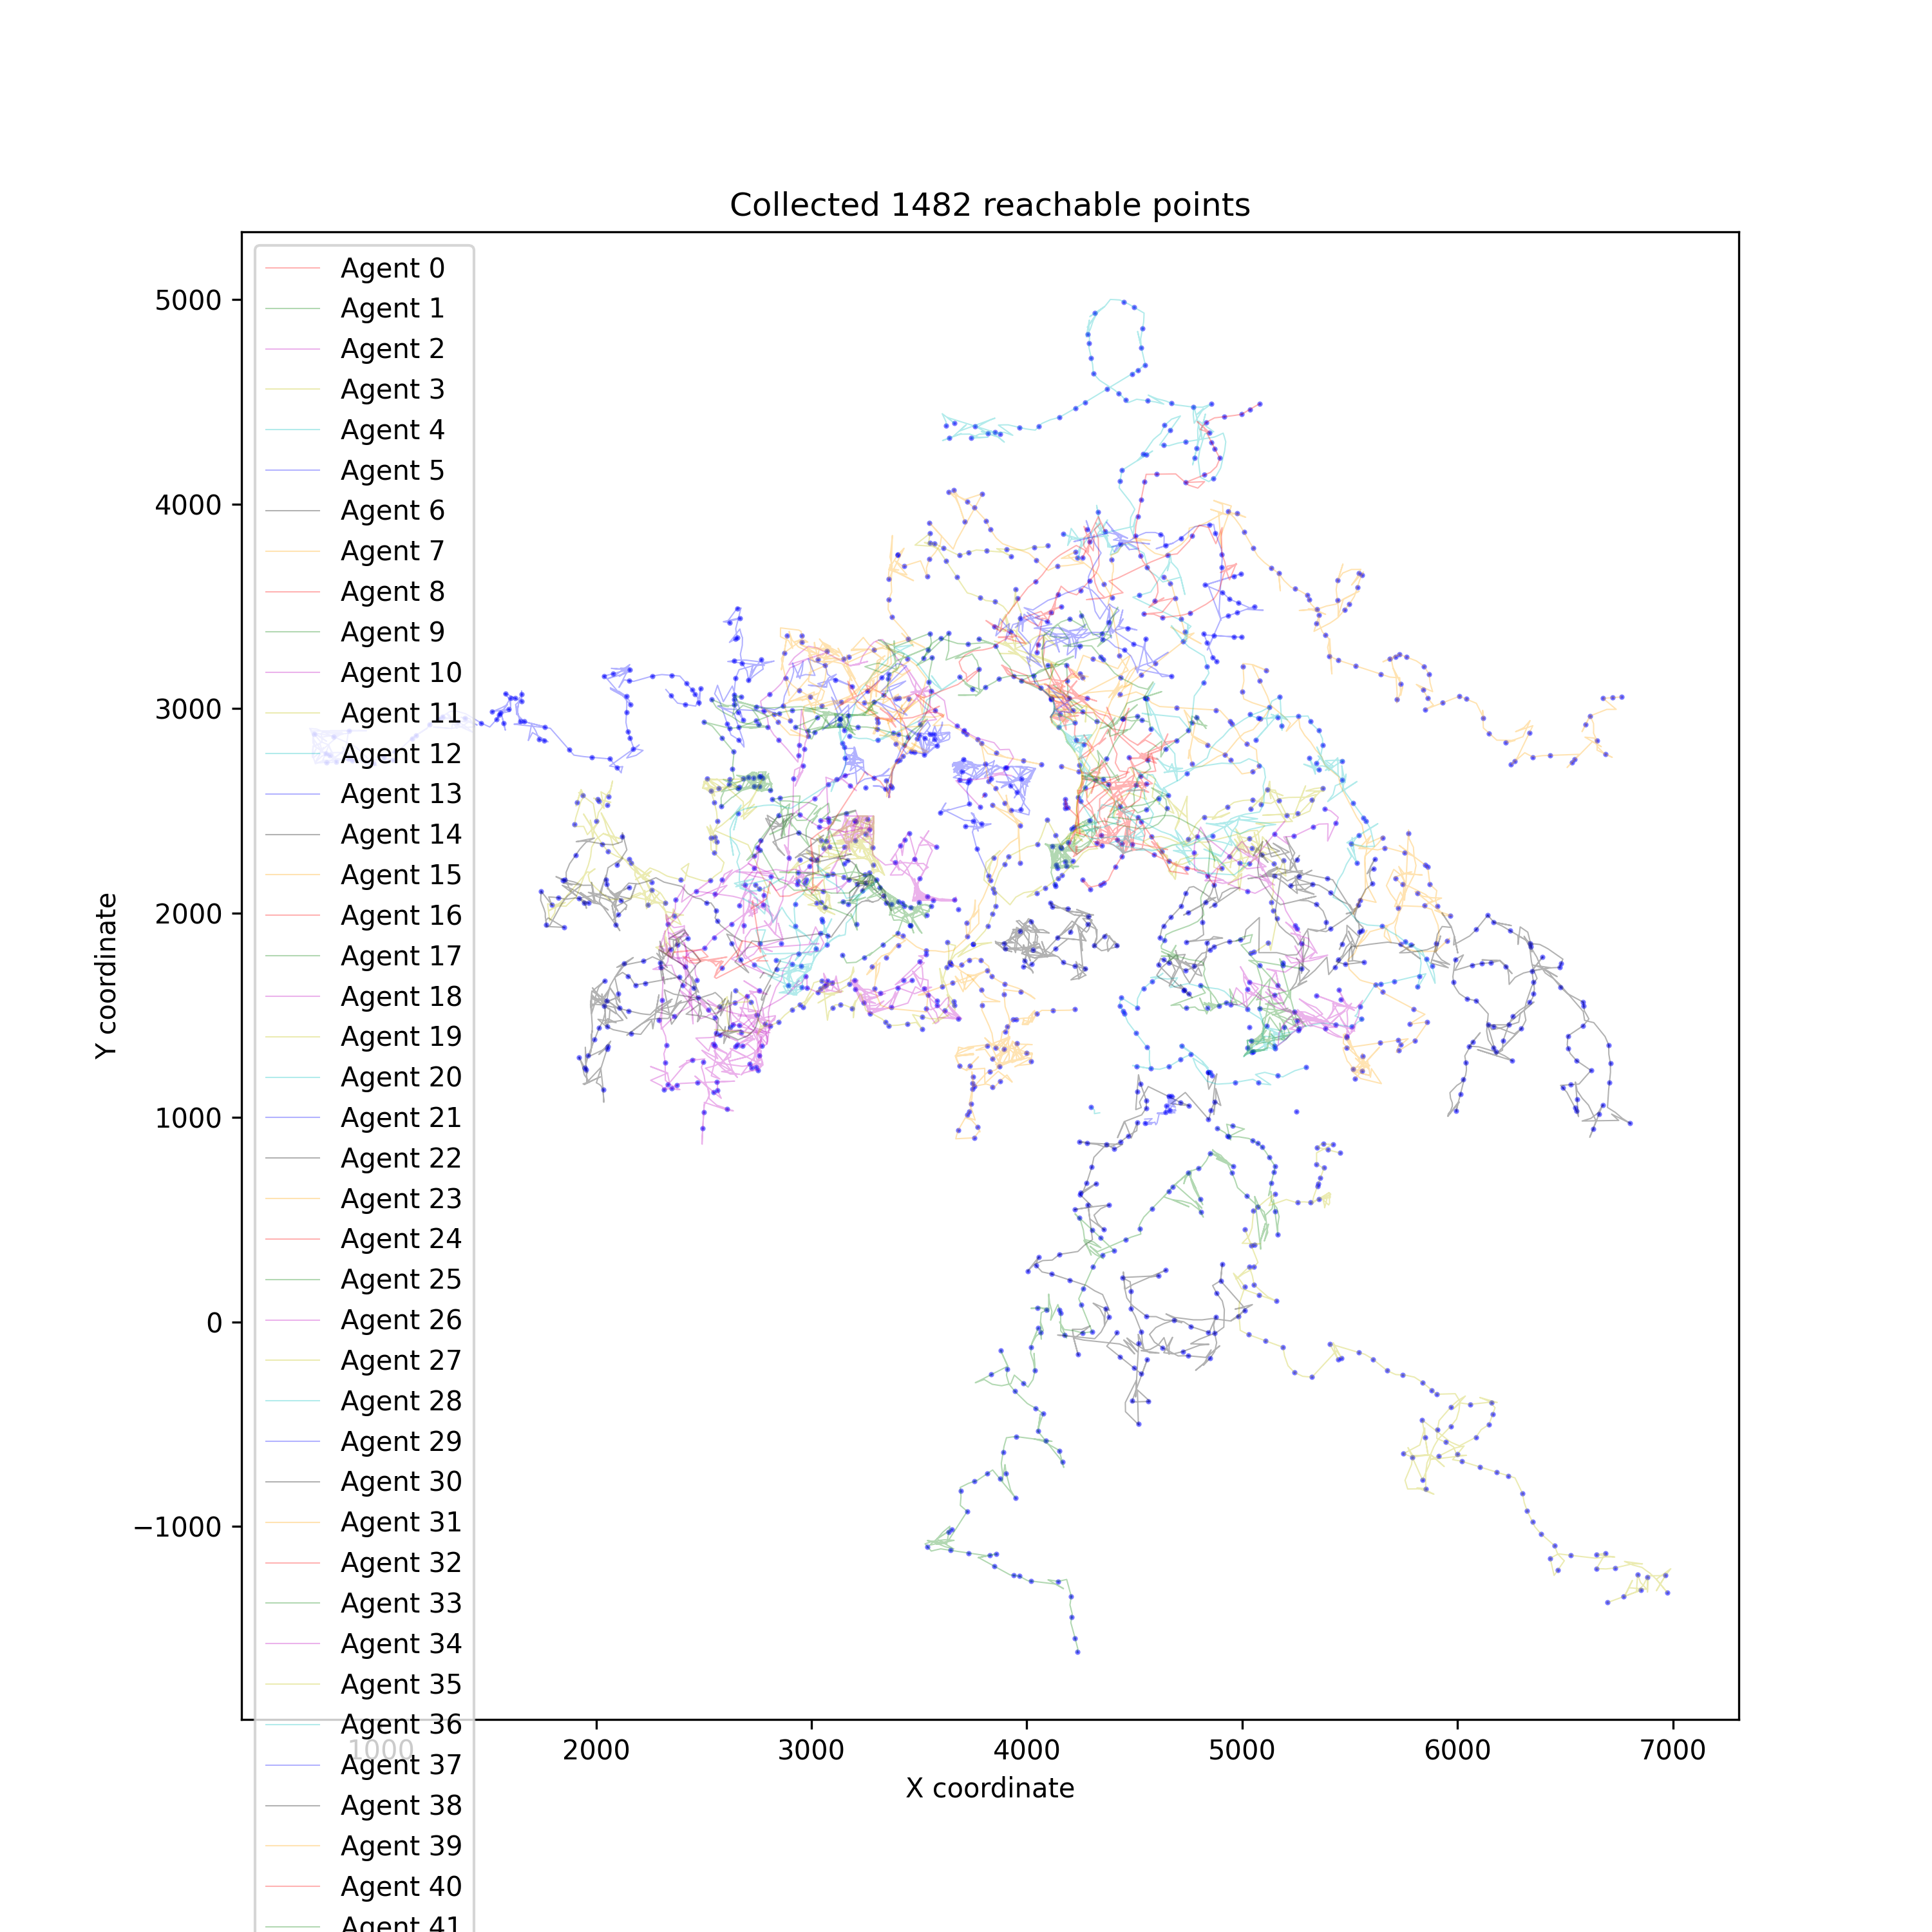 Collected 1482 reachable points
Agent 0
Agent 1
Agent 2
Agent 3
Agent 4
Agent 5
Agent 6
Agent 7
Agent 8
Agent 9
Agent 10
Agent 11
Agent 12
Agent 13
Agent 14
Agent 15
Agent 16
Agent 17
Agent 18
Agent 19
Agent 20
Agent 21
Agent 22
Agent 23
Agent 24
Agent 25
Agent 26
Agent 27
Agent 28
Agent 29
Agent 30
Agent 31
Agent 32
Agent 33
Agent 34
Agent 35
Agent 36
Agent 37
Agent 38
Agent 39
Agent 40
Agent 41
5000
4000
3000
2000
1000
0
−1000
Y coordinate
1000 2000 3000 4000 5000 6000 7000
X coordinate